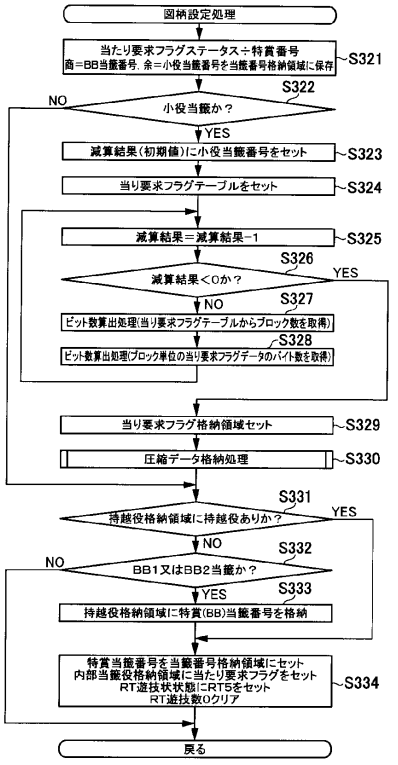 図柄設定処理
当たり要求フラグステータス÷特賞番号
商=BB当籤番号, 余=小役当籤番号を当籤番号格納領域に保存
S321
S322
NO
小役当籤か?
YES
減算結果(初期値)に小役当籤番号をセット
S323
当り要求フラグテーブルをセット
S324
減算結果=減算結果-1
S325
S326
減算結果<0か?
YES
NO
S327
ビット数算出処理(当り要求フラグテーブルからブロック数を取得)
S328
ビット数算出処理(ブロック単位の当り要求フラグデータのバイト数を取得)
当り要求フラグ格納領域セット
S329
圧縮データ格納処理
S330
S331
持越役格納領域に持越役ありか?
YES
NO
S332
NO
BB1又はBB2当籤か?
YES
S333
持越役格納領域に特賞(BB)当籤番号を格納
特賞当籤番号を当籤番号格納領域にセット
内部当籤役格納領域に当たり要求フラグをセット
RT遊技状状態にRT5をセット
RT遊技数0クリア
S334
戻る